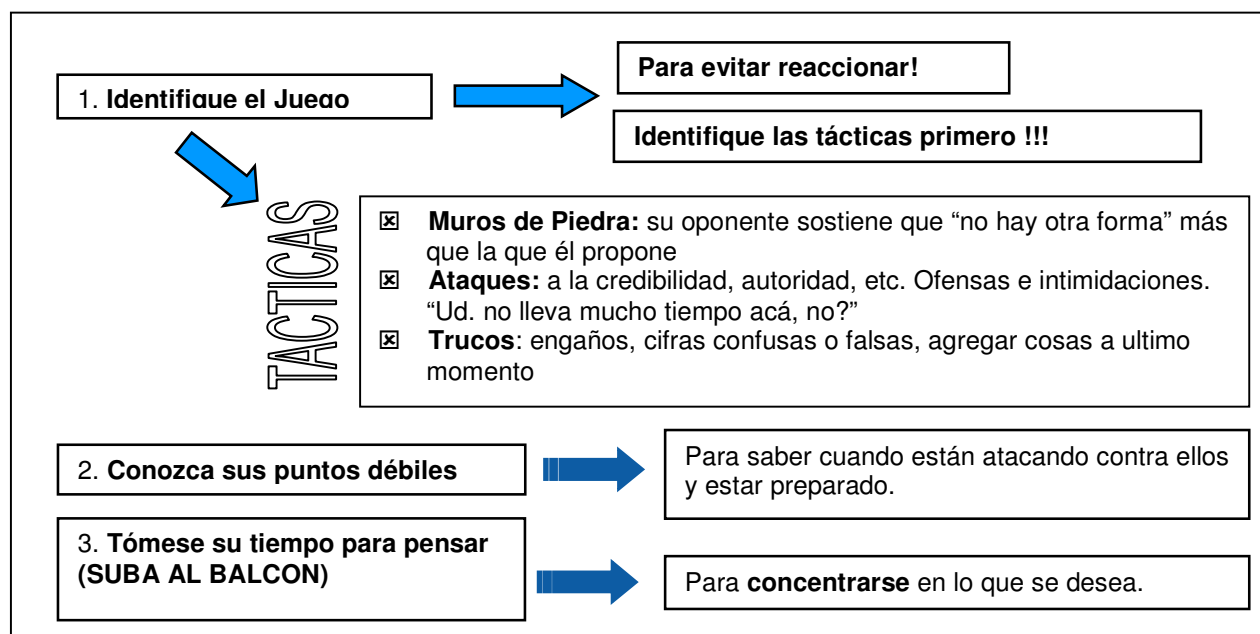 1. Identifique el Juego
Para evitar reaccionar!
Identifique las tácticas primero !!!
TACTICAS
Muros de Piedra: su oponente sostiene que “no hay otra forma” más
que la que él propone
Ataques: a la credibilidad, autoridad, etc. Ofensas e intimidaciones.
“Ud. no lleva mucho tiempo acá, no?”
Trucos: engaños, cifras confusas o falsas, agregar cosas a ultimo
momento
2. Conozca sus puntos débiles
Para saber cuando están atacando contra ellos
y estar preparado.
3. Tómese su tiempo para pensar
(SUBA AL BALCON)
Para concentrarse en lo que se desea.